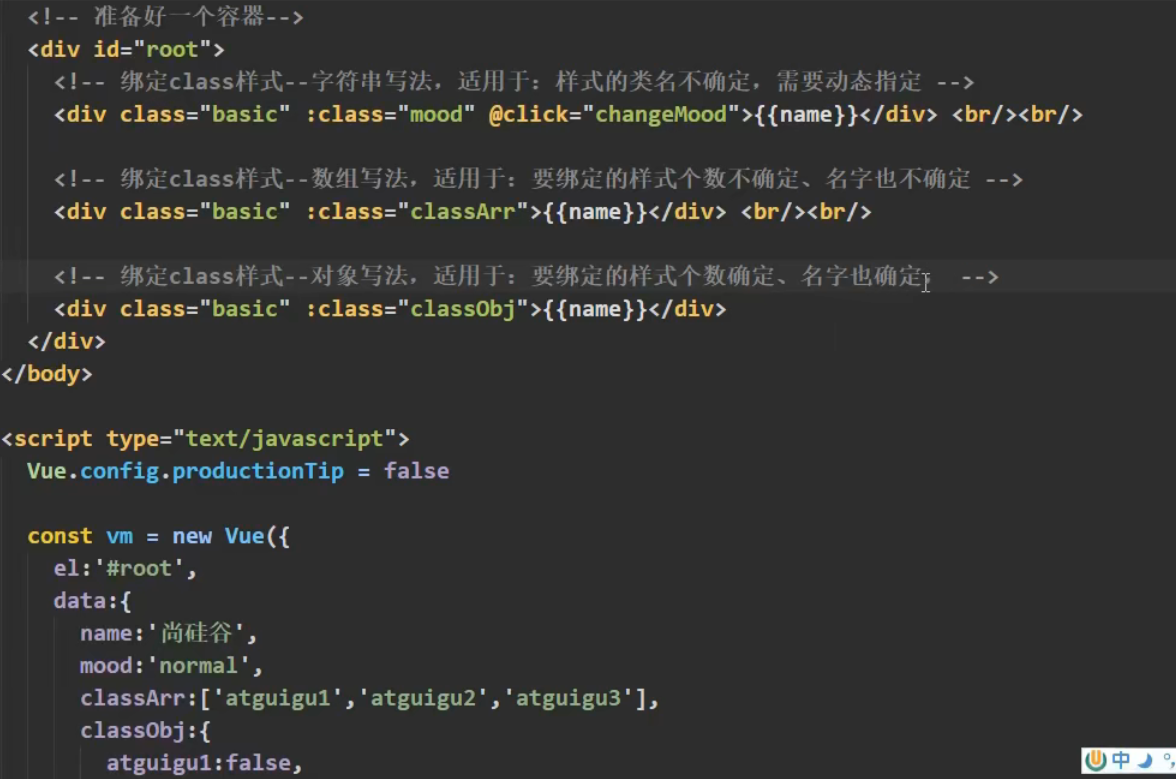 <!-- 准备好一个容器-->
<div id="root">
<!-- 绑定class样式--字符串写法，适用于：样式的类名不确定，需要动态指定 -->
<div class="basic" :class="mood" @click="changeMood">{{name}}</div> <br/><br/>
<!-- 绑定class样式--数组写法，适用于：要绑定的样式个数不确定、名字也不确定 -->
<div class="basic" :class="classArr">{{name}}</div> <br/><br/>
<!-- 绑定class样式--对象写法，适用于：要绑定的样式个数确定、名字也确定， -->
<div class="basic" :class="classObj">{{name}}</div>
</div>
</body>
<script type="text/javascript">
Vue.config.productionTip = false
const vm = new Vue({
el:'#root',
data:{
name:'尚硅谷',
mood:'normal',
classArr:['atguigu1','atguigu2','atguigu3'],
classObj:{
atguigu1:false,
中